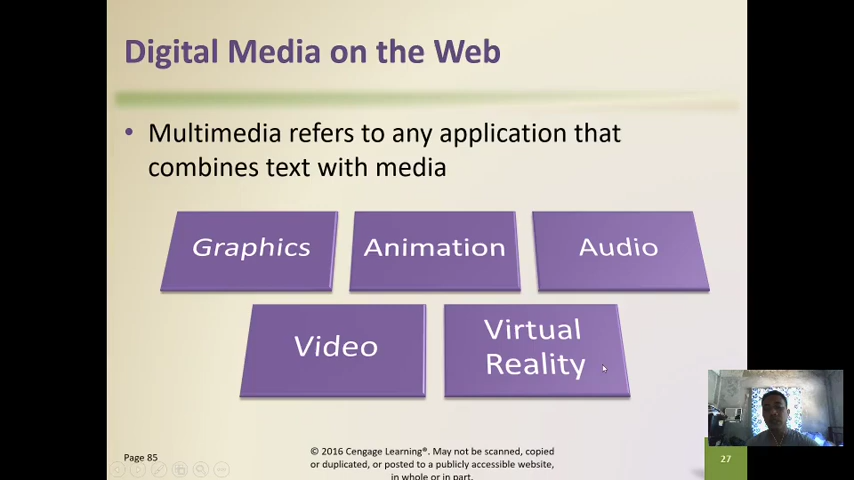 Digital Media on the Web
• Multimedia refers to any application that
combines text with media
Graphics
Animation
Audio
Video
Virtual
Reality
Page 85
© 2016 Cengage Learning®. May not be scanned, copied
or duplicated, or posted to a publicly accessible website,
in whole or in part.
27